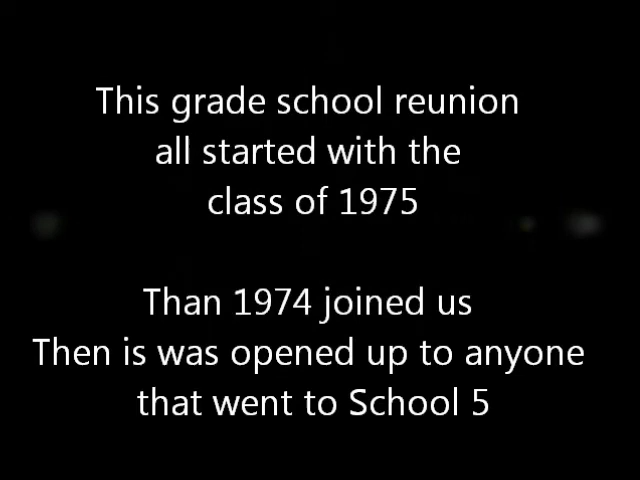 This grade school reunion
all started with the
class of 1975
Than 1974 joined us
Then is was opened up to anyone
that went to School 5